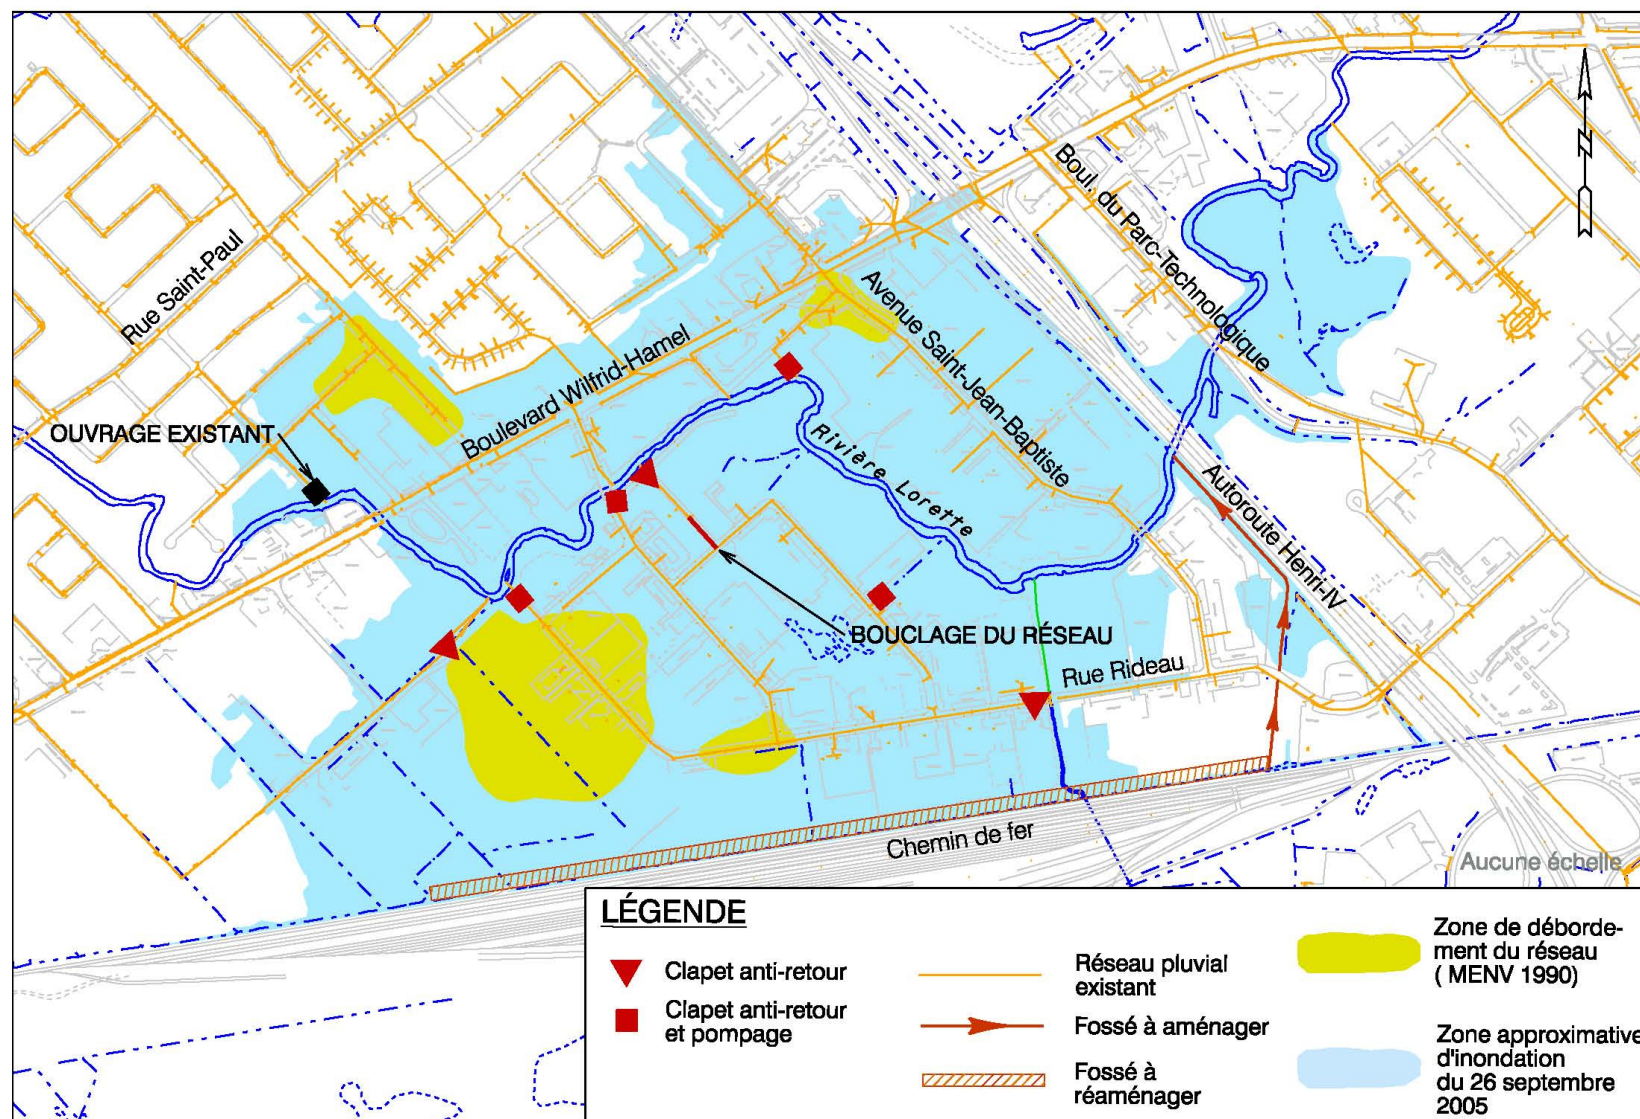 N
Boul. du Parc-Technologique
Rue Saint-Paul
Avenue Saint-Jean-Baptiste
Boulevard Wilfrid-Hamel
OUVRAGE EXISTANT
Rivière Lorette
Autoroute Henri-IV
BOUCLAGE DU RÉSEAU
Rue Rideau
Chemin de fer
Aucune échelle
LÉGENDE
Clapet anti-retour
Clapet anti-retour
et pompage
Réseau pluvial
existant
Fossé à aménager
Fossé à
réaménager
Zone de déborde-
ment du réseau
( MENV 1990)
Zone approximative
d'inondation
du 26 septembre
2005